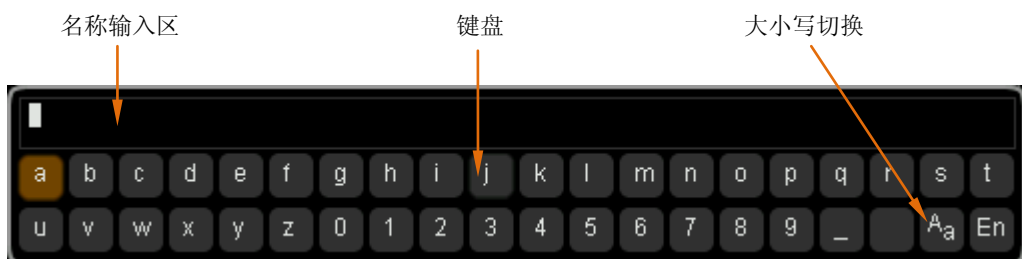 名称输入区 键盘 大小写切换
a b c d e f g h i j k l m n o p q r s t
u v w x y z 0 1 2 3 4 5 6 7 8 9 _ Aa En